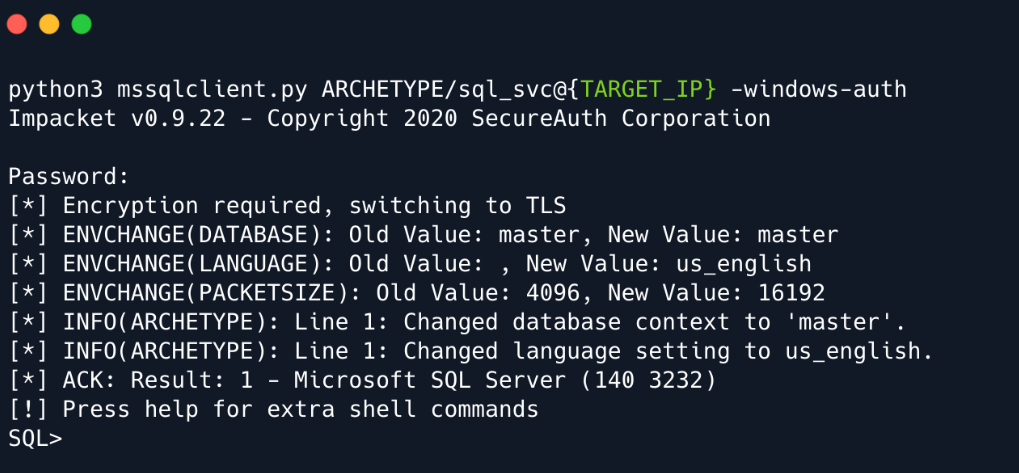 python3 mssqlclient.py ARCHETYPE/sql_svc@{TARGET_IP} -windows-auth
Impacket v0.9.22 - Copyright 2020 SecureAuth Corporation
Password:
[*] Encryption required, switching to TLS
[*] ENVCHANGE(DATABASE): Old Value: master, New Value: master
[*] ENVCHANGE(LANGUAGE): Old Value: , New Value: us_english
[*] ENVCHANGE(PACKETSIZE): Old Value: 4096, New Value: 16192
[*] INFO(ARCHETYPE): Line 1: Changed database context to 'master'.
[*] INFO(ARCHETYPE): Line 1: Changed language setting to us_english.
[*] ACK: Result: 1 - Microsoft SQL Server (140 3232)
[!] Press help for extra shell commands
SQL>